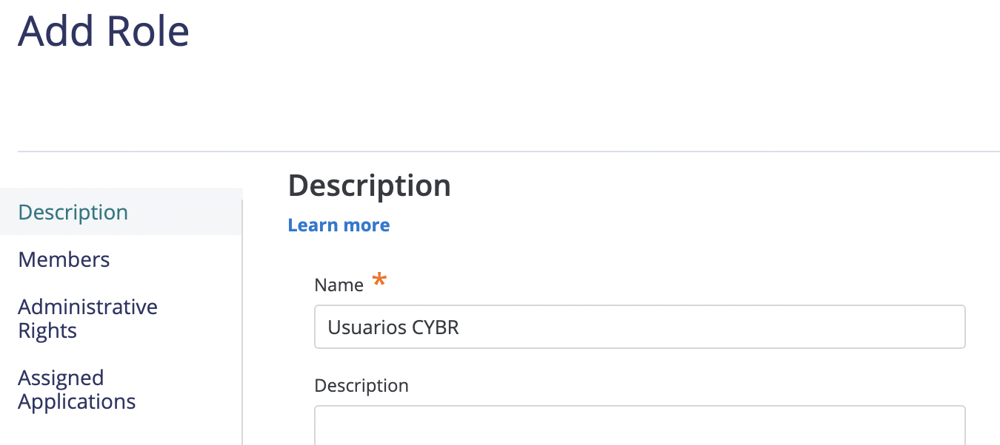 Add Role
Description
Members
Administrative
Rights
Assigned
Applications
Description
Learn more
Name *
Usuarios CYBR
Description